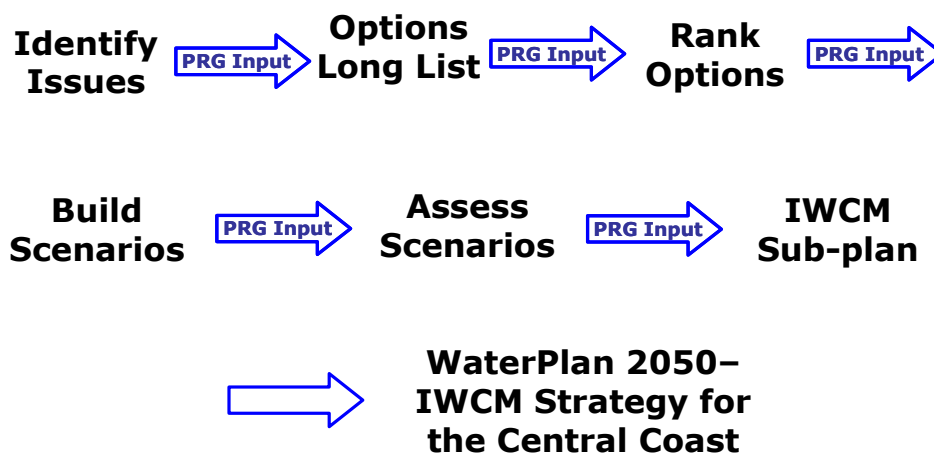 Identify
Issues
PRG Input
Options
Long List
PRG Input
Rank
Options
PRG Input
Build
Scenarios
PRG Input
Assess
Scenarios
PRG Input
IWCM
Sub-plan
WaterPlan 2050–
IWCM Strategy for
the Central Coast